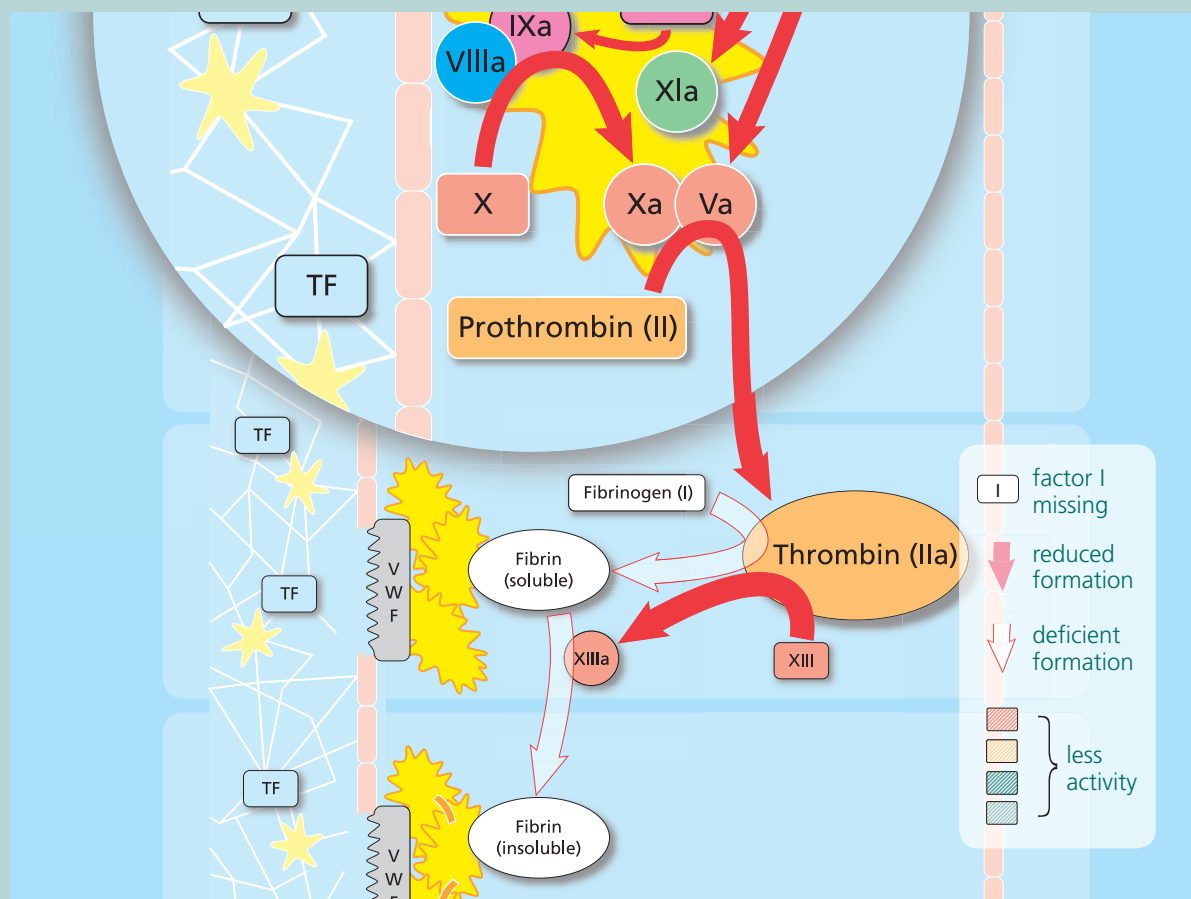 IXa
VIIIa
XIa
X
Xa
Va
TF
Prothrombin (II)
TF
Fibrinogen (I)
I
factor I
missing
Thrombin (IIa)
Fibrin
(soluble)
V
W
F
reduced
formation
TF
deficient
formation
XIIIa
XIII
less
activity
TF
Fibrin
(insoluble)
V
W